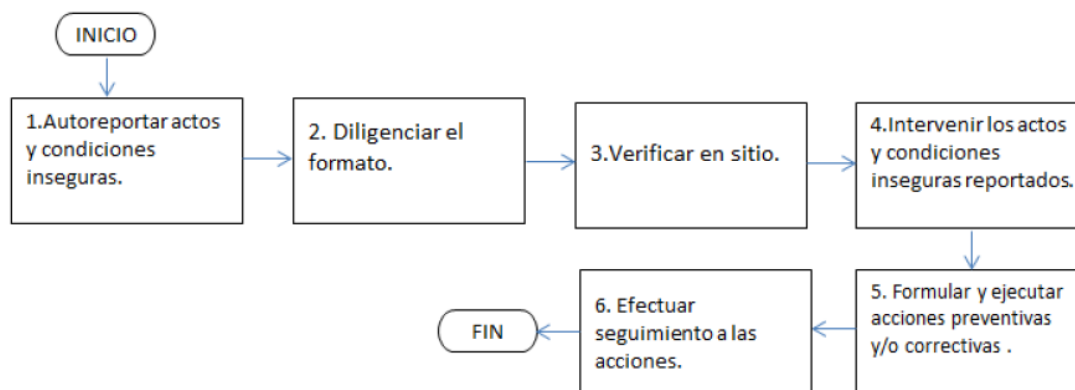 INICIO
1.Autoreportar actos
y condiciones
inseguras.
2. Diligenciar el
formato.
3.Verificar en sitio.
4.Intervenir los actos
y condiciones
inseguras reportados.
5. Formular y ejecutar
acciones preventivas
y/o correctivas .
6. Efectuar
seguimiento a las
acciones.
FIN